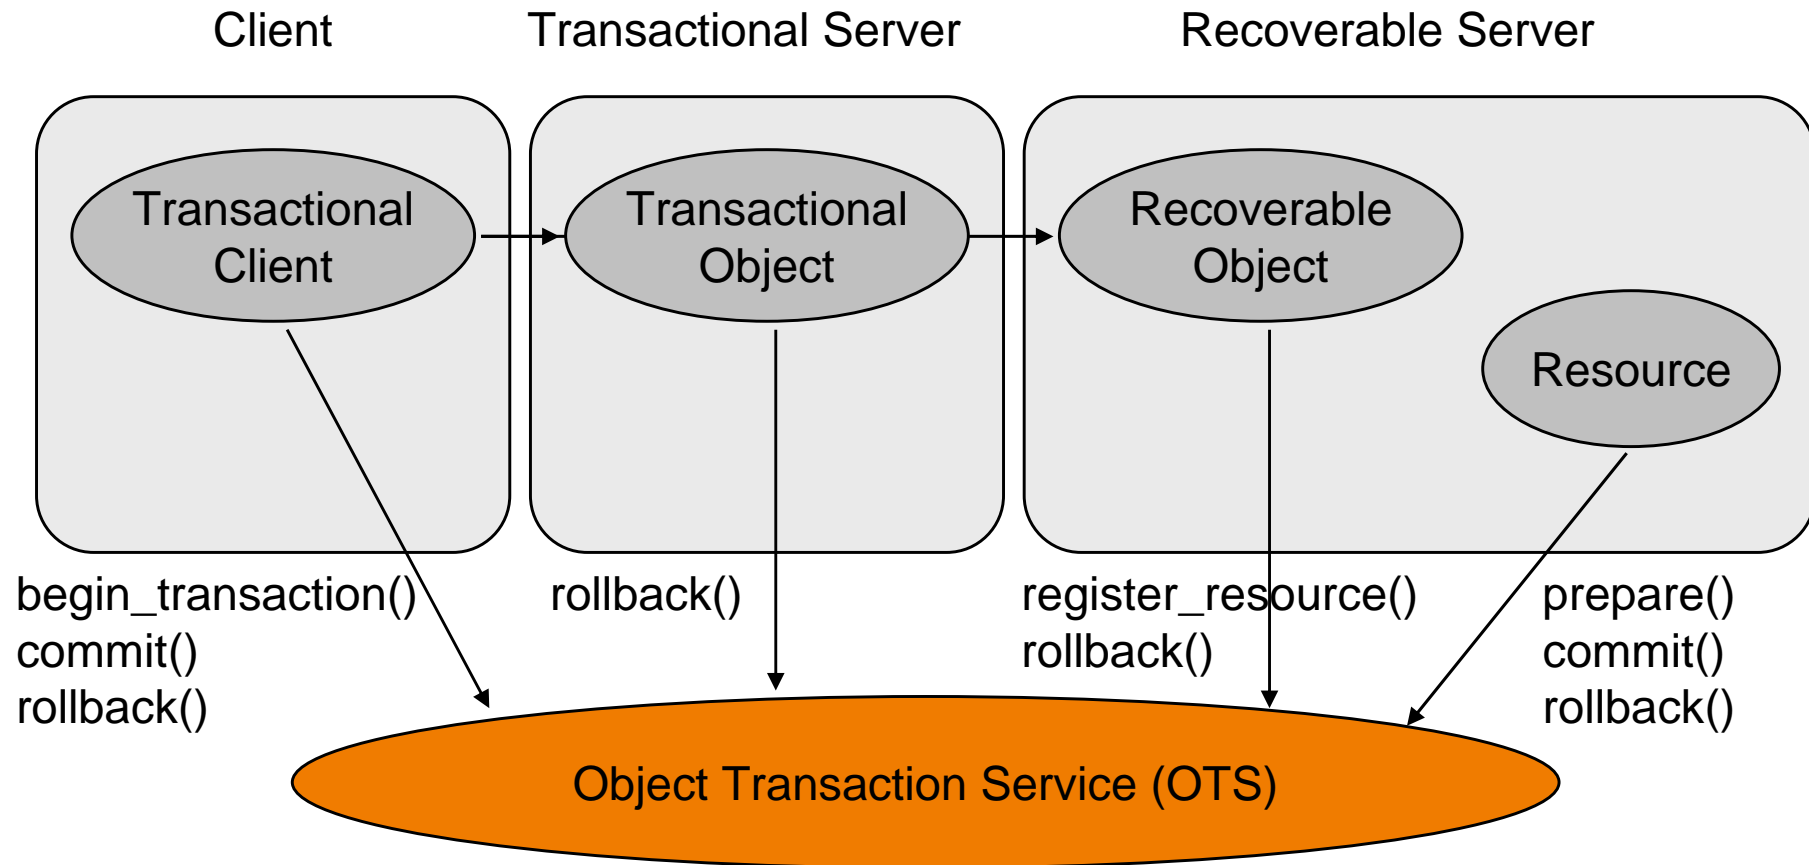 Client
Transactional Server
Recoverable Server
Transactional
Client
Transactional
Object
Recoverable
Object
Resource
begin_transaction()
commit()
rollback()
rollback()
register_resource()
rollback()
prepare()
commit()
rollback()
Object Transaction Service (OTS)